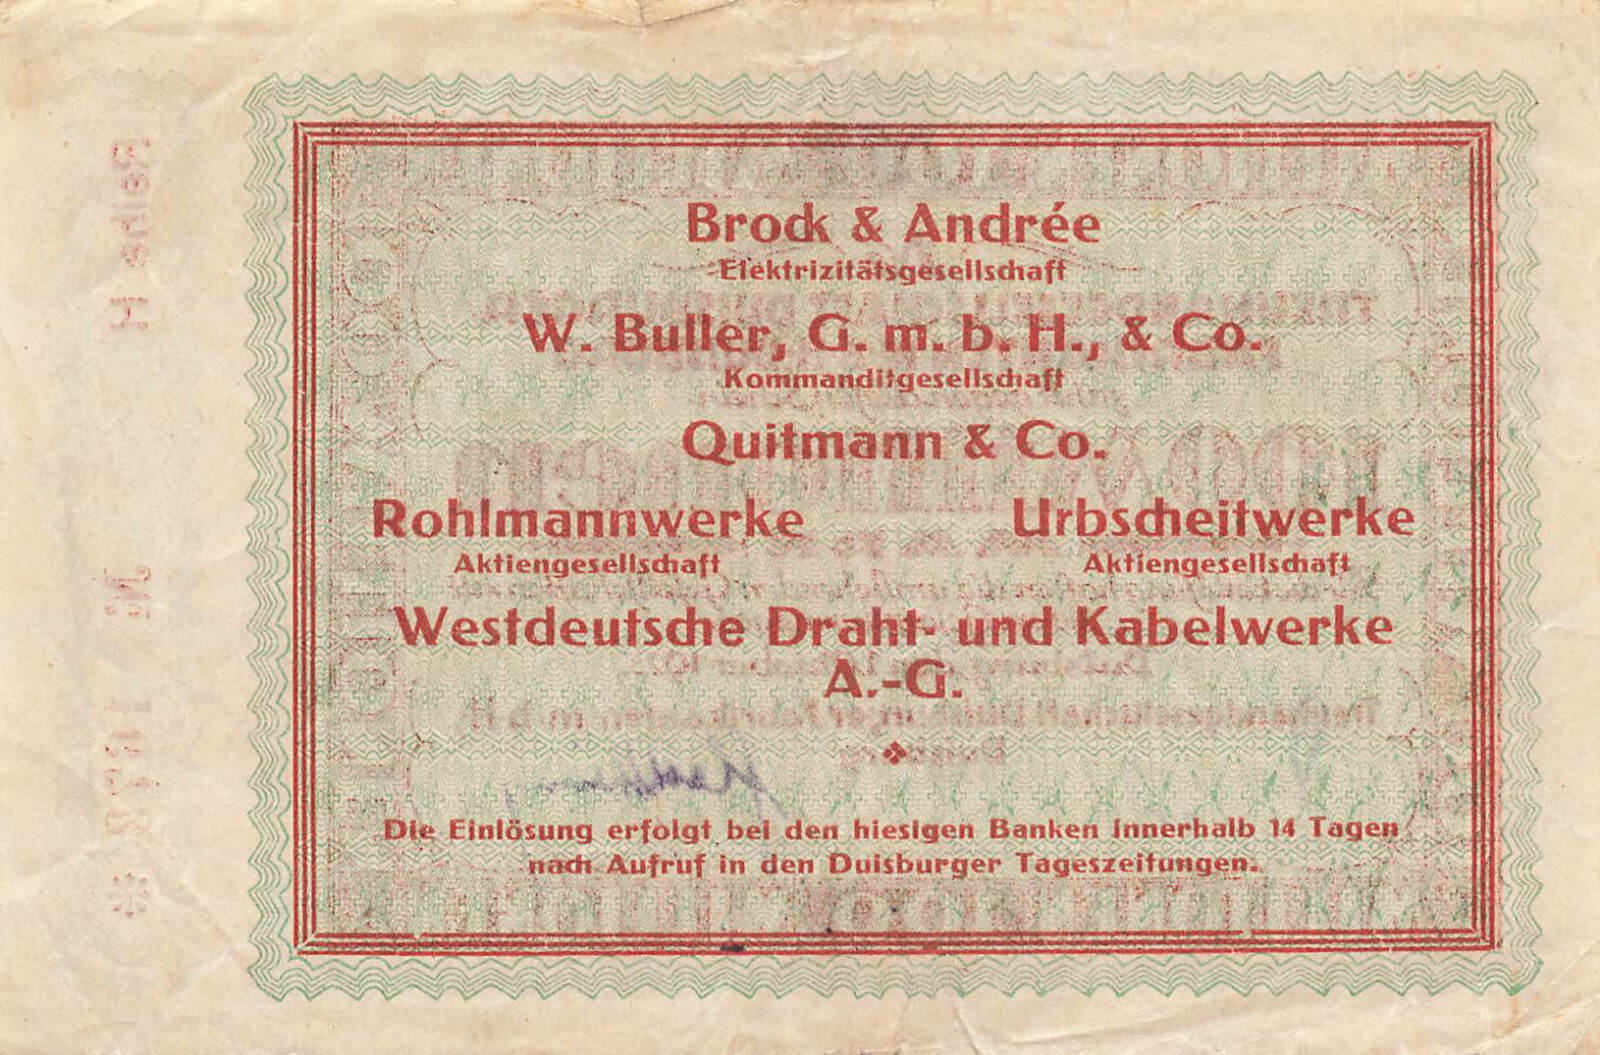 Brock & Andrée
Elektrizitätsgesellschaft
W. Buller, G. m. b. H., & Co.
Kommanditgesellschaft
Quitmann & Co.
Rohlmannwerke
Aktiengesellschaft
Urbscheitwerke
Aktiengesellschaft
Westdeutsche Draht- und Kabelwerke
A.-G.
Die Einlösung erfolgt bei den hiesigen Banken innerhalb 14 Tagen
nach Aufruf in den Duisburger Tageszeitungen.
Reihe H